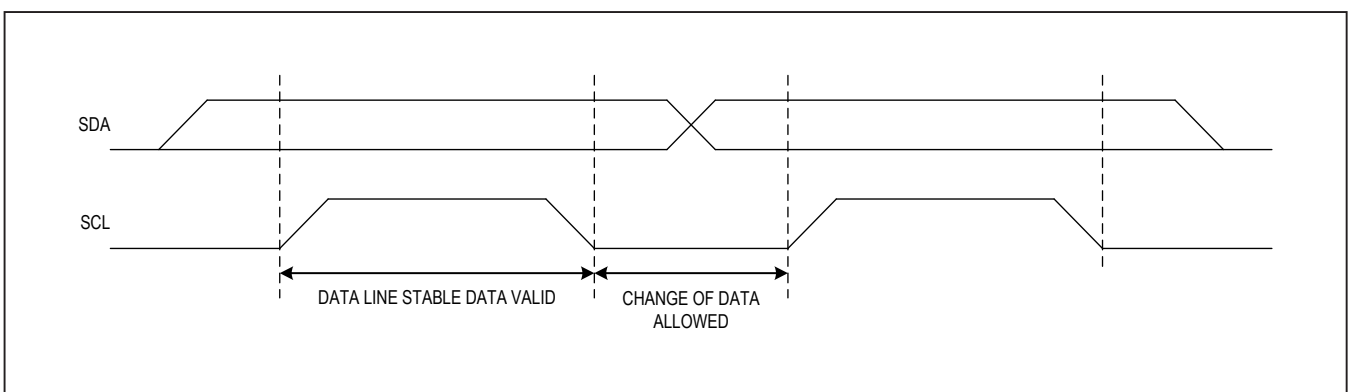 SDA
SCL
DATA LINE STABLE DATA VALID
CHANGE OF DATA
ALLOWED